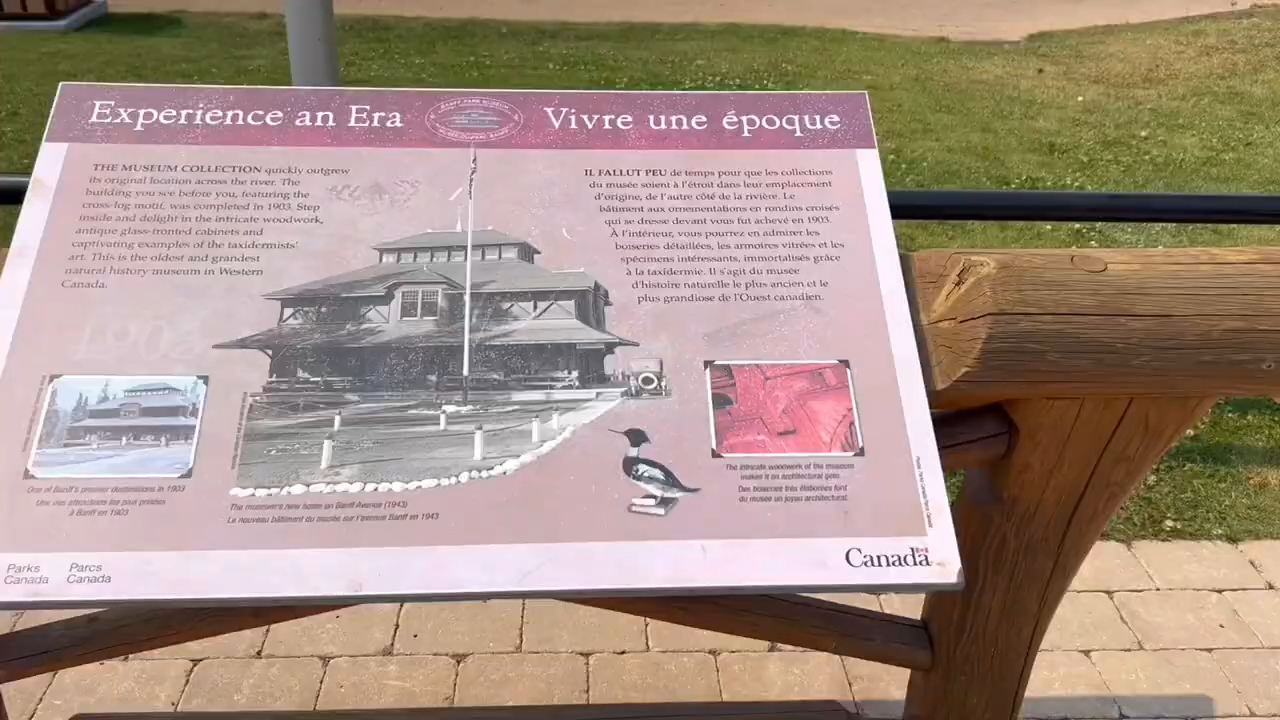 Experience an Era
BANFF PARK MUSEUM
Vivre une époque
THE MUSEUM COLLECTION quickly outgrew
its original location across the river. The
building you see before you, featuring the
cross-log motif, was completed in 1903. Step
inside and delight in the intricate woodwork,
antique glass-fronted cabinets and
captivating examples of the taxidermists'
art. This is the oldest and grandest
natural history museum in Western
Canada.
IL FALLUT PEU de temps pour que les collections
du musée soient à l'étroit dans leur emplacement
d'origine, de l'autre côté de la rivière. Le
bâtiment aux ornementations en rondins croisés
qui se dresse devant vous fut achevé en 1903.
À l'intérieur, vous pourrez en admirer les
boiseries détaillées, les armoires vitrées et les
spécimens intéressants, immortalisés grâce
à la taxidermie. Il s'agit du musée
d'histoire naturelle le plus ancien et le
plus grandiose de l'Ouest canadien.
One of Banff's premier destinations in 1903
Une des attractions les plus prisées
à Banff en 1903
The museum's new home on Banff Avenue (1943)
Le nouveau bâtiment du musée sur l'avenue Banff en 1943
The intricate woodwork of the museum
makes it an architectural gem.
Des boiseries très élaborées font
du musée un joyau architectural.
Parks
Canada
Parcs
Canada
Canada